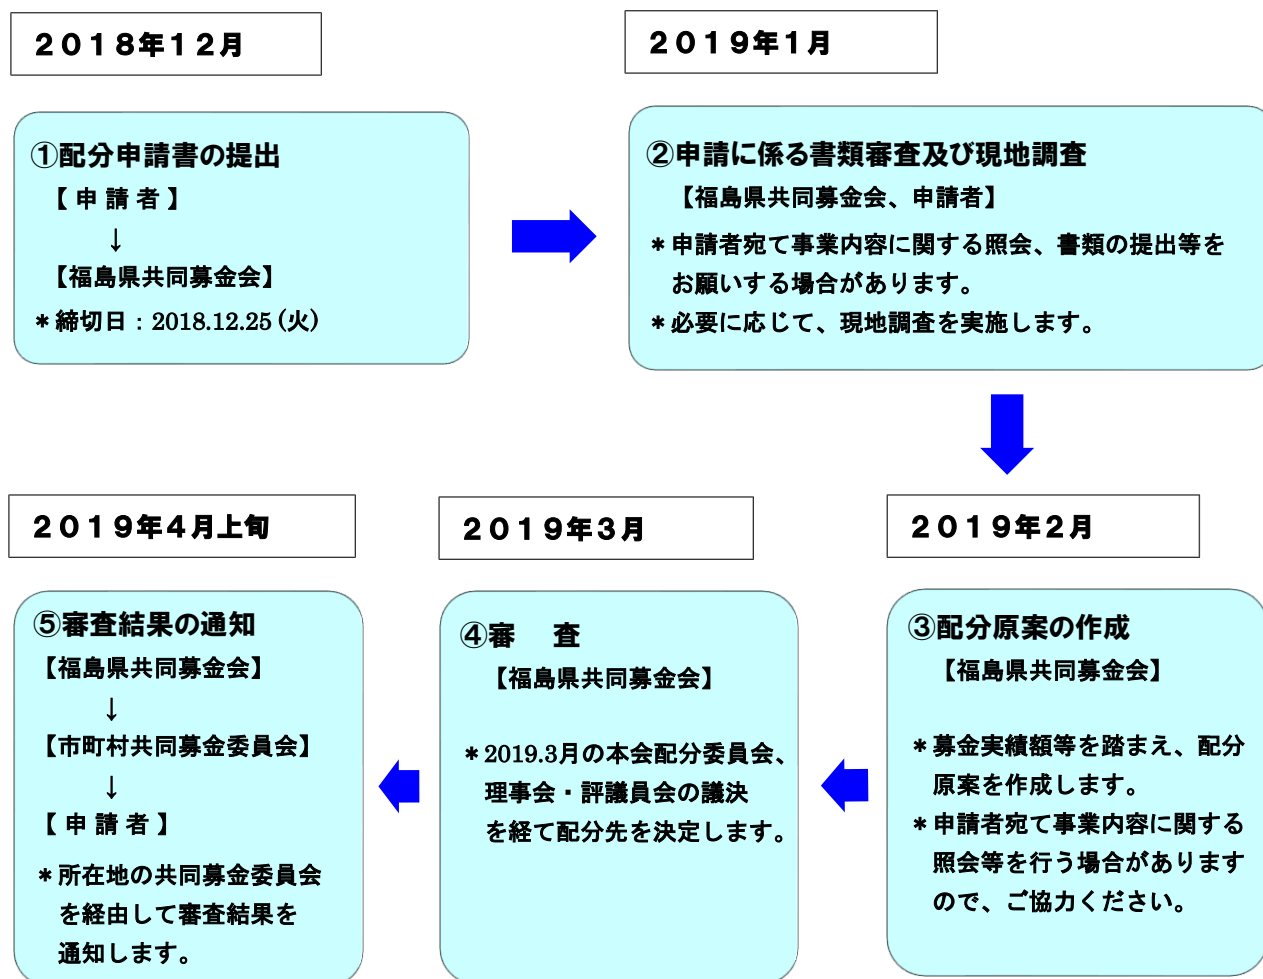 ２０１８年１２月
①配分申請書の提出
【 申 請 者 】
↓
【福島県共同募金会】
＊締切日：2018.12.25（火）
２０１９年１月
②申請に係る書類審査及び現地調査
【福島県共同募金会、申請者】
＊申請者宛て事業内容に関する照会、書類の提出等を
お願いする場合があります。
＊必要に応じて、現地調査を実施します。
２０１９年２月
③配分原案の作成
【福島県共同募金会】
＊募金実績額等を踏まえ、配分
原案を作成します。
＊申請者宛て事業内容に関する
照会等を行う場合があります
ので、ご協力ください。
２０１９年３月
④審　査
【福島県共同募金会】
＊2019.3月の本会配分委員会、
理事会・評議員会の議決
を経て配分先を決定します。
２０１９年４月上旬
⑤審査結果の通知
【福島県共同募金会】
↓
【市町村共同募金委員会】
↓
【 申 請 者 】
＊所在地の共同募金委員会
を経由して審査結果を
通知します。